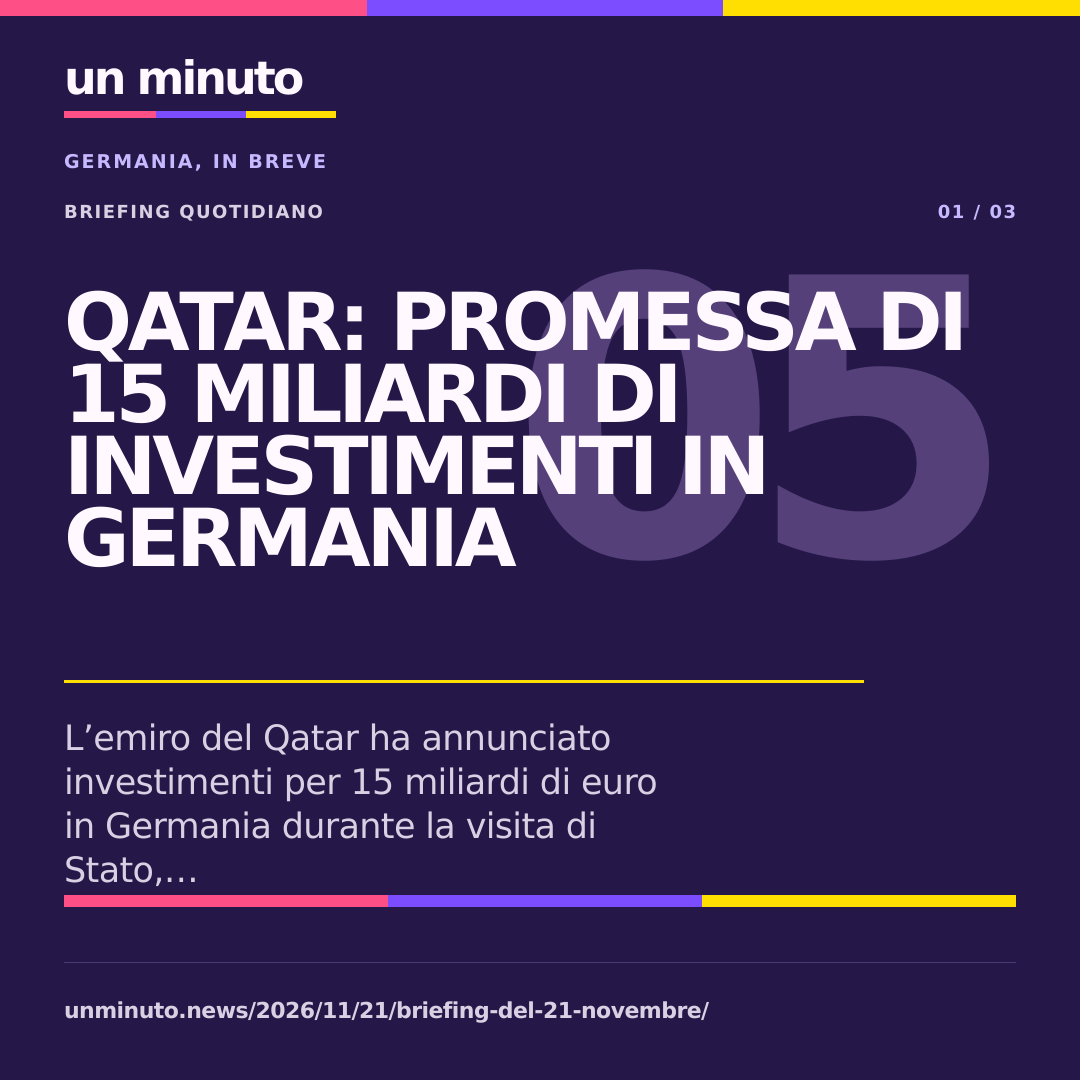 un minuto
GERMANIA, IN BREVE
BRIEFING QUOTIDIANO
01 / 03
05
QATAR: PROMESSA DI
15 MILIARDI DI
INVESTIMENTI IN
GERMANIA
L’emiro del Qatar ha annunciato
investimenti per 15 miliardi di euro
in Germania durante la visita di
Stato,…
unminuto.news/2026/11/21/briefing-del-21-novembre/